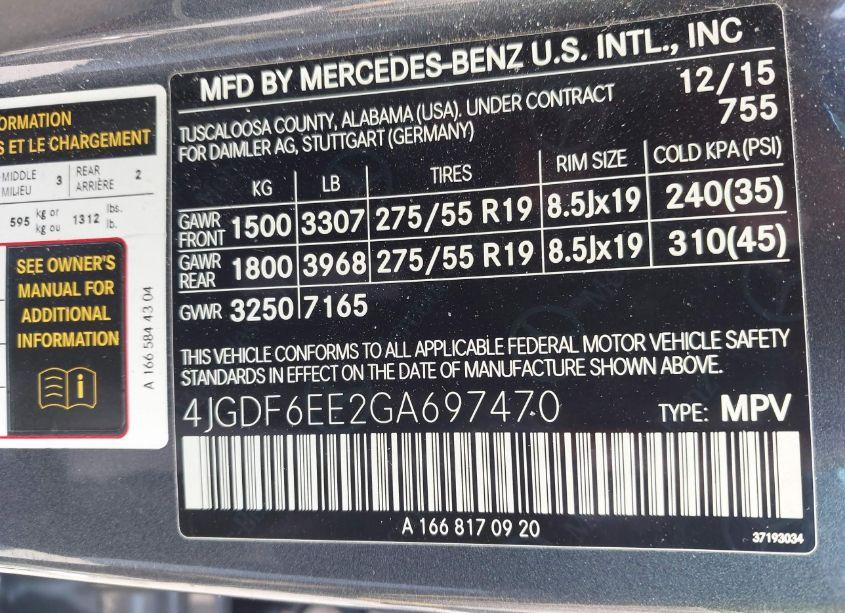 ORMATION
S ET LE CHARGEMENT
MIDDLE MILIEU 3 REAR ARRIÈRE 2
595 kg or kg ou 1312 lbs. lb.
SEE OWNER'S
MANUAL FOR
ADDITIONAL
INFORMATION
A 166 584 43 04
MFD BY MERCEDES-BENZ U.S. INTL., INC
TUSCALOOSA COUNTY, ALABAMA (USA). UNDER CONTRACT
FOR DAIMLER AG, STUTTGART (GERMANY)
12/15
755
KG LB TIRES RIM SIZE COLD KPA (PSI)
GAWR FRONT 1500 3307 275/55 R19 8.5Jx19 240(35)
GAWR REAR 1800 3968 275/55 R19 8.5Jx19 310(45)
GVWR 3250 7165
THIS VEHICLE CONFORMS TO ALL APPLICABLE FEDERAL MOTOR VEHICLE SAFETY
STANDARDS IN EFFECT ON THE DATE OF MANUFACTURE SHOWN ABOVE.
4JGDF6EE2GA697470 TYPE: MPV
A 166 817 09 20
37193034